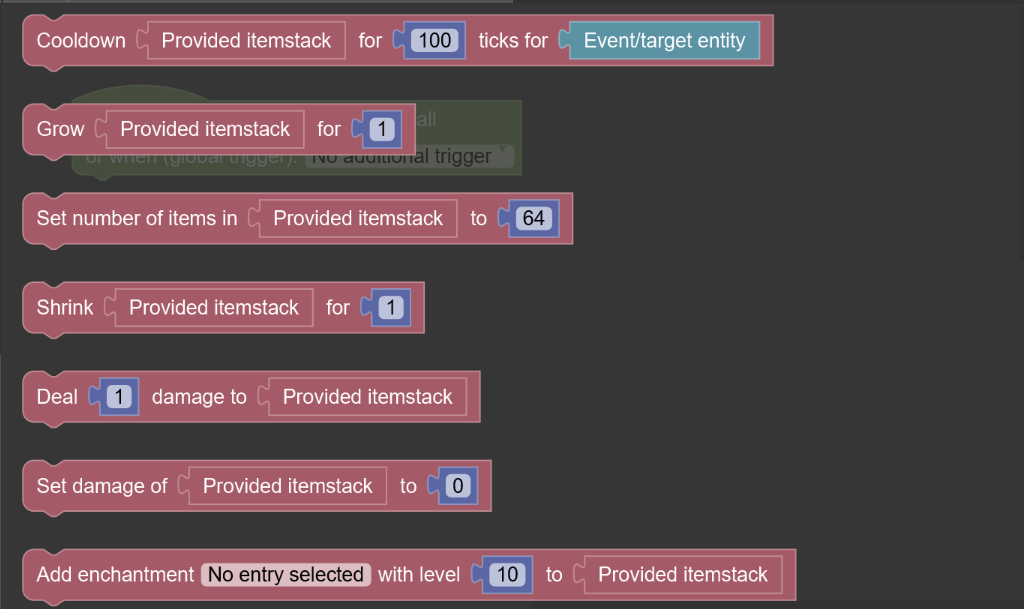 Cooldown Provided itemstack for 100 ticks for Event/target entity
all
Grow Provided itemstack for 1
or when (global trigger): No additional trigger
Set number of items in Provided itemstack to 64
Shrink Provided itemstack for 1
Deal 1 damage to Provided itemstack
Set damage of Provided itemstack to 0
Add enchantment No entry selected with level 10 to Provided itemstack